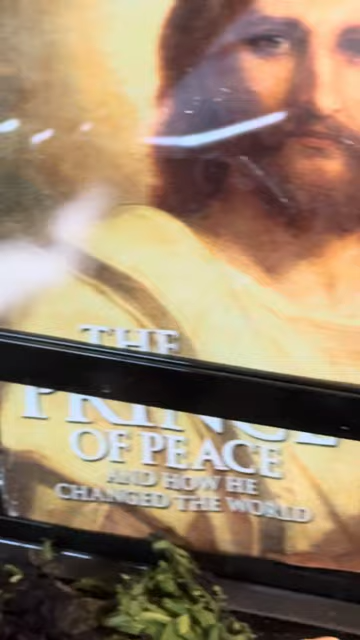 THE
PRINCE
OF PEACE
AND HOW HE
CHANGED THE WORLD